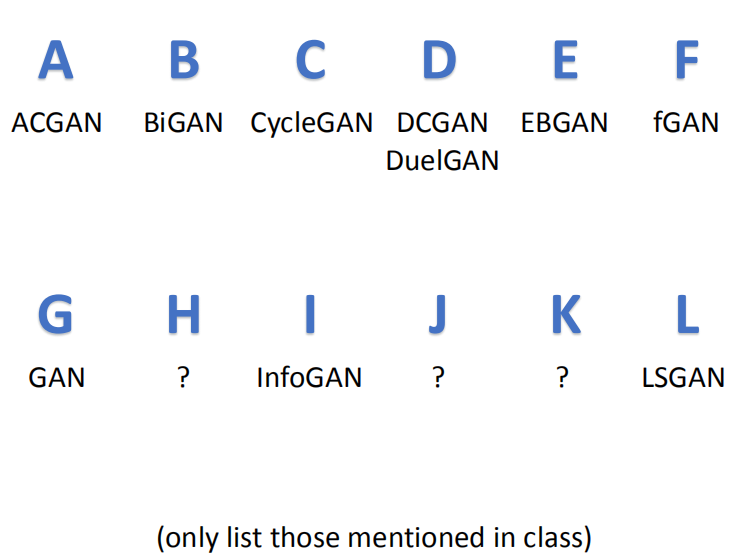 A B C D E F
ACGAN BiGAN CycleGAN DCGAN EBGAN fGAN
DuelGAN
G H I J K L
GAN ? InfoGAN ? ? LSGAN
(only list those mentioned in class)